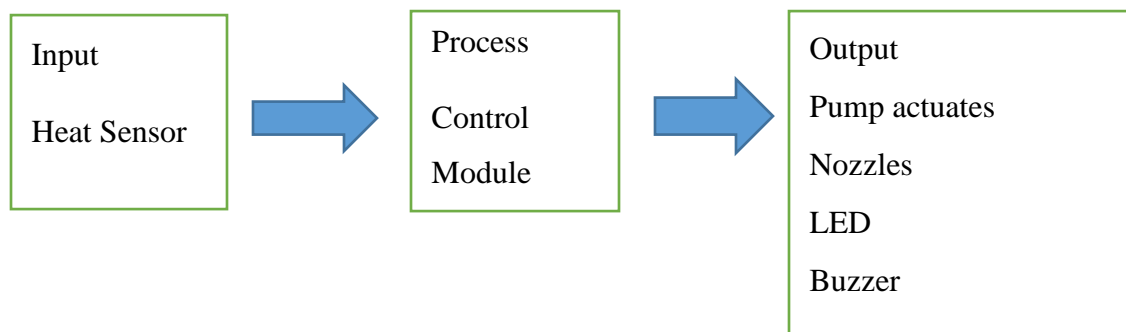 Input
Heat Sensor
Process
Control
Module
Output
Pump actuates
Nozzles
LED
Buzzer